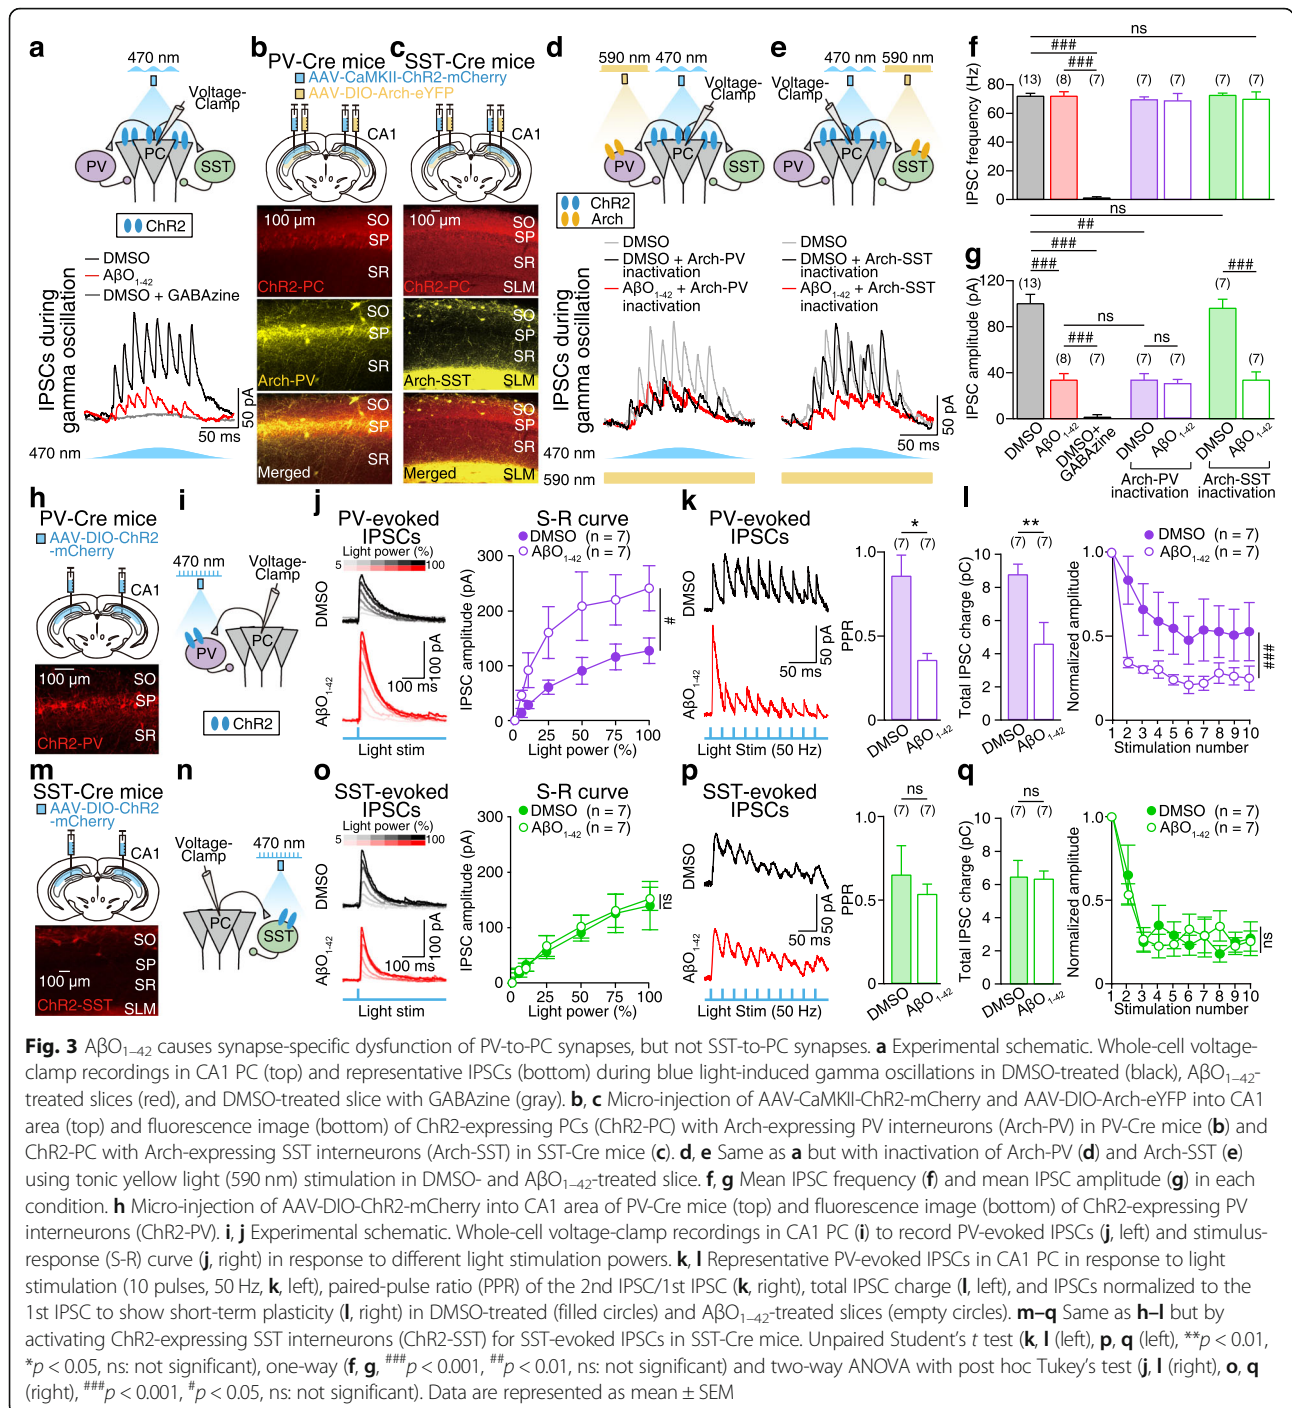 a
470 nm
Voltage-
Clamp
PV
PC
SST
ChR2
DMSO
AβO1-42
DMSO + GABAzine
IPSCs during
gamma oscillation
50 pA
50 ms
470 nm
b
PV-Cre mice
c
SST-Cre mice
AAV-CaMKII-ChR2-mCherry
AAV-DIO-Arch-eYFP
CA1
100 μm
SO
SP
SR
ChR2-PC
SO
SP
SR
Arch-PV
SO
SP
SR
Merged
100 μm
SO
SP
SR
ChR2-PC
SLM
SO
SP
SR
Arch-SST
SLM
SO
SP
SR
Merged
SLM
d
590 nm
470 nm
Voltage-
Clamp
PV
PC
SST
ChR2
Arch
DMSO
DMSO + Arch-PV
inactivation
AβO1-42 + Arch-PV
inactivation
IPSCs during
gamma oscillation
470 nm
590 nm
e
470 nm
590 nm
Voltage-
Clamp
PV
PC
SST
DMSO
DMSO + Arch-SST
inactivation
AβO1-42 + Arch-SST
inactivation
50 pA
50 ms
f
ns
###
###
(13)
(8)
(7)
(7)
(7)
(7)
(7)
IPSC frequency (Hz)
80
60
40
20
0
g
ns
##
###
###
###
(13)
(7)
ns
###
ns
(8)
(7)
(7)
(7)
(7)
IPSC amplitude (pA)
120
80
40
0
DMSO
AβO1-42
DMSO+
GABAzine
DMSO
AβO1-42
DMSO
AβO1-42
Arch-PV
inactivation
Arch-SST
inactivation
h
PV-Cre mice
AAV-DIO-ChR2
-mCherry
CA1
100 μm
SO
SP
SR
ChR2-PV
i
470 nm
Voltage-
Clamp
PV
PC
ChR2
j
PV-evoked
IPSCs
Light power (%)
5
100
DMSO
AβO1-42
100 pA
100 ms
Light stim
S-R curve
DMSO (n = 7)
AβO1-42 (n = 7)
IPSC amplitude (pA)
300
200
100
0
#
0
25
50
75
100
Light power (%)
k
PV-evoked
IPSCs
DMSO
AβO1-42
50 pA
50 ms
Light Stim (50 Hz)
*
(7)
(7)
PPR
1.0
0.5
0
DMSO
AβO1-42
l
**
(7)
(7)
Total IPSC charge (pC)
10
8
6
4
2
0
DMSO
AβO1-42
DMSO (n = 7)
AβO1-42 (n = 7)
Normalized amplitude
1.0
0.5
0
###
1 2 3 4 5 6 7 8 9 10
Stimulation number
m
SST-Cre mice
AAV-DIO-ChR2
-mCherry
CA1
SO
SP
100 μm
SR
ChR2-SST
SLM
n
Voltage-
Clamp
470 nm
PC
SST
o
SST-evoked
IPSCs
Light power (%)
5
100
DMSO
AβO1-42
100 pA
100 ms
Light stim
S-R curve
DMSO (n = 7)
AβO1-42 (n = 7)
IPSC amplitude (pA)
300
200
100
0
ns
0
25
50
75
100
Light power (%)
p
SST-evoked
IPSCs
DMSO
AβO1-42
50 pA
50 ms
Light Stim (50 Hz)
ns
(7)
(7)
PPR
1.0
0.5
0
DMSO
AβO1-42
q
ns
(7)
(7)
Total IPSC charge (pC)
10
8
6
4
2
0
DMSO
AβO1-42
DMSO (n = 7)
AβO1-42 (n = 7)
Normalized amplitude
1.0
0.5
0
ns
1 2 3 4 5 6 7 8 9 10
Stimulation number
Fig. 3 AβO1–42 causes synapse-specific dysfunction of PV-to-PC synapses, but not SST-to-PC synapses. a Experimental schematic. Whole-cell voltage-
clamp recordings in CA1 PC (top) and representative IPSCs (bottom) during blue light-induced gamma oscillations in DMSO-treated (black), AβO1–42-
treated slices (red), and DMSO-treated slice with GABAzine (gray). b, c Micro-injection of AAV-CaMKII-ChR2-mCherry and AAV-DIO-Arch-eYFP into CA1
area (top) and fluorescence image (bottom) of ChR2-expressing PCs (ChR2-PC) with Arch-expressing PV interneurons (Arch-PV) in PV-Cre mice (b) and
ChR2-PC with Arch-expressing SST interneurons (Arch-SST) in SST-Cre mice (c). d, e Same as a but with inactivation of Arch-PV (d) and Arch-SST (e)
using tonic yellow light (590 nm) stimulation in DMSO- and AβO1–42-treated slice. f, g Mean IPSC frequency (f) and mean IPSC amplitude (g) in each
condition. h Micro-injection of AAV-DIO-ChR2-mCherry into CA1 area of PV-Cre mice (top) and fluorescence image (bottom) of ChR2-expressing PV
interneurons (ChR2-PV). i, j Experimental schematic. Whole-cell voltage-clamp recordings in CA1 PC (i) to record PV-evoked IPSCs (j, left) and stimulus-
response (S-R) curve (j, right) in response to different light stimulation powers. k, l Representative PV-evoked IPSCs in CA1 PC in response to light
stimulation (10 pulses, 50 Hz, k, left), paired-pulse ratio (PPR) of the 2nd IPSC/1st IPSC (k, right), total IPSC charge (l, left), and IPSCs normalized to the
1st IPSC to show short-term plasticity (l, right) in DMSO-treated (filled circles) and AβO1–42-treated slices (empty circles). m–q Same as h–l but by
activating ChR2-expressing SST interneurons (ChR2-SST) for SST-evoked IPSCs in SST-Cre mice. Unpaired Student's t test (k, l (left), p, q (left), **p < 0.01,
*p < 0.05, ns: not significant), one-way (f, g, ###p < 0.001, ##p < 0.01, ns: not significant) and two-way ANOVA with post hoc Tukey's test (j, l (right), o, q
(right), ###p < 0.001, #p < 0.05, ns: not significant). Data are represented as mean ± SEM